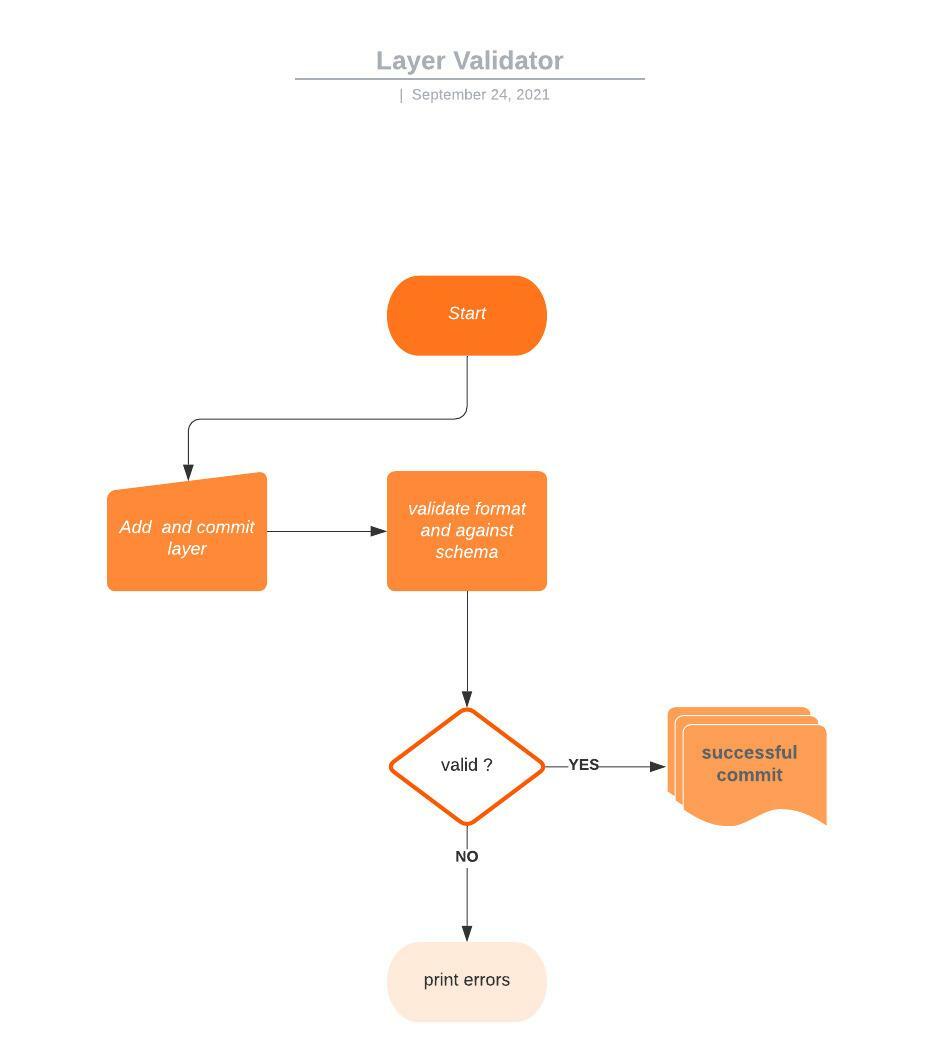 Layer Validator
| September 24, 2021
Start
Add  and commit
layer
validate format
and against
schema
valid ?
YES
successful
commit
NO
print errors